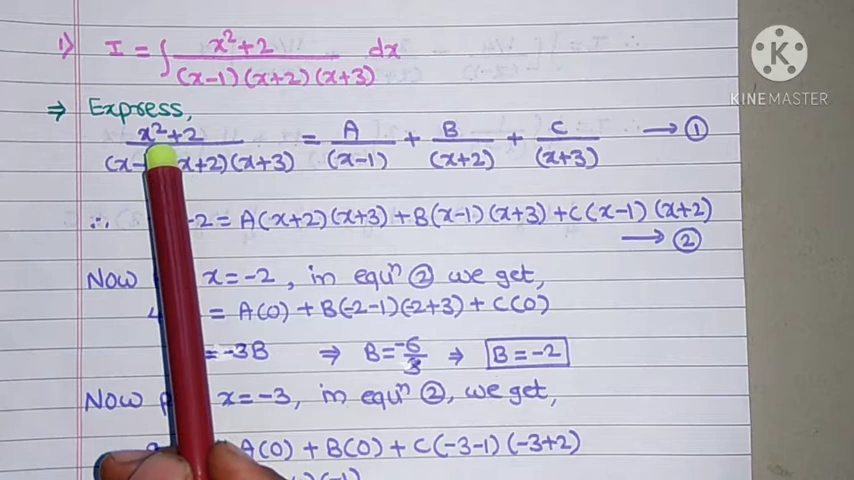 1) I = ∫ x²+2 / (x-1)(x+2)(x+3) dx
KINEMASTER
⇒ Express,
x²+2 / (x- x+2)(x+3) = A/(x-1) + B/(x+2) + C/(x+3) → ①
∴ -2 = A(x+2)(x+3) + B(x-1)(x+3) + C(x-1)(x+2)
→ ②
Now x=-2, in equⁿ ② we get,
= A(0) + B(-2-1)(-2+3) + C(0)
= -3B ⇒ B = -6/3 ⇒ B = -2
Now x=-3, in equⁿ ②, we get,
A(0) + B(0) + C(-3-1)(-3+2)